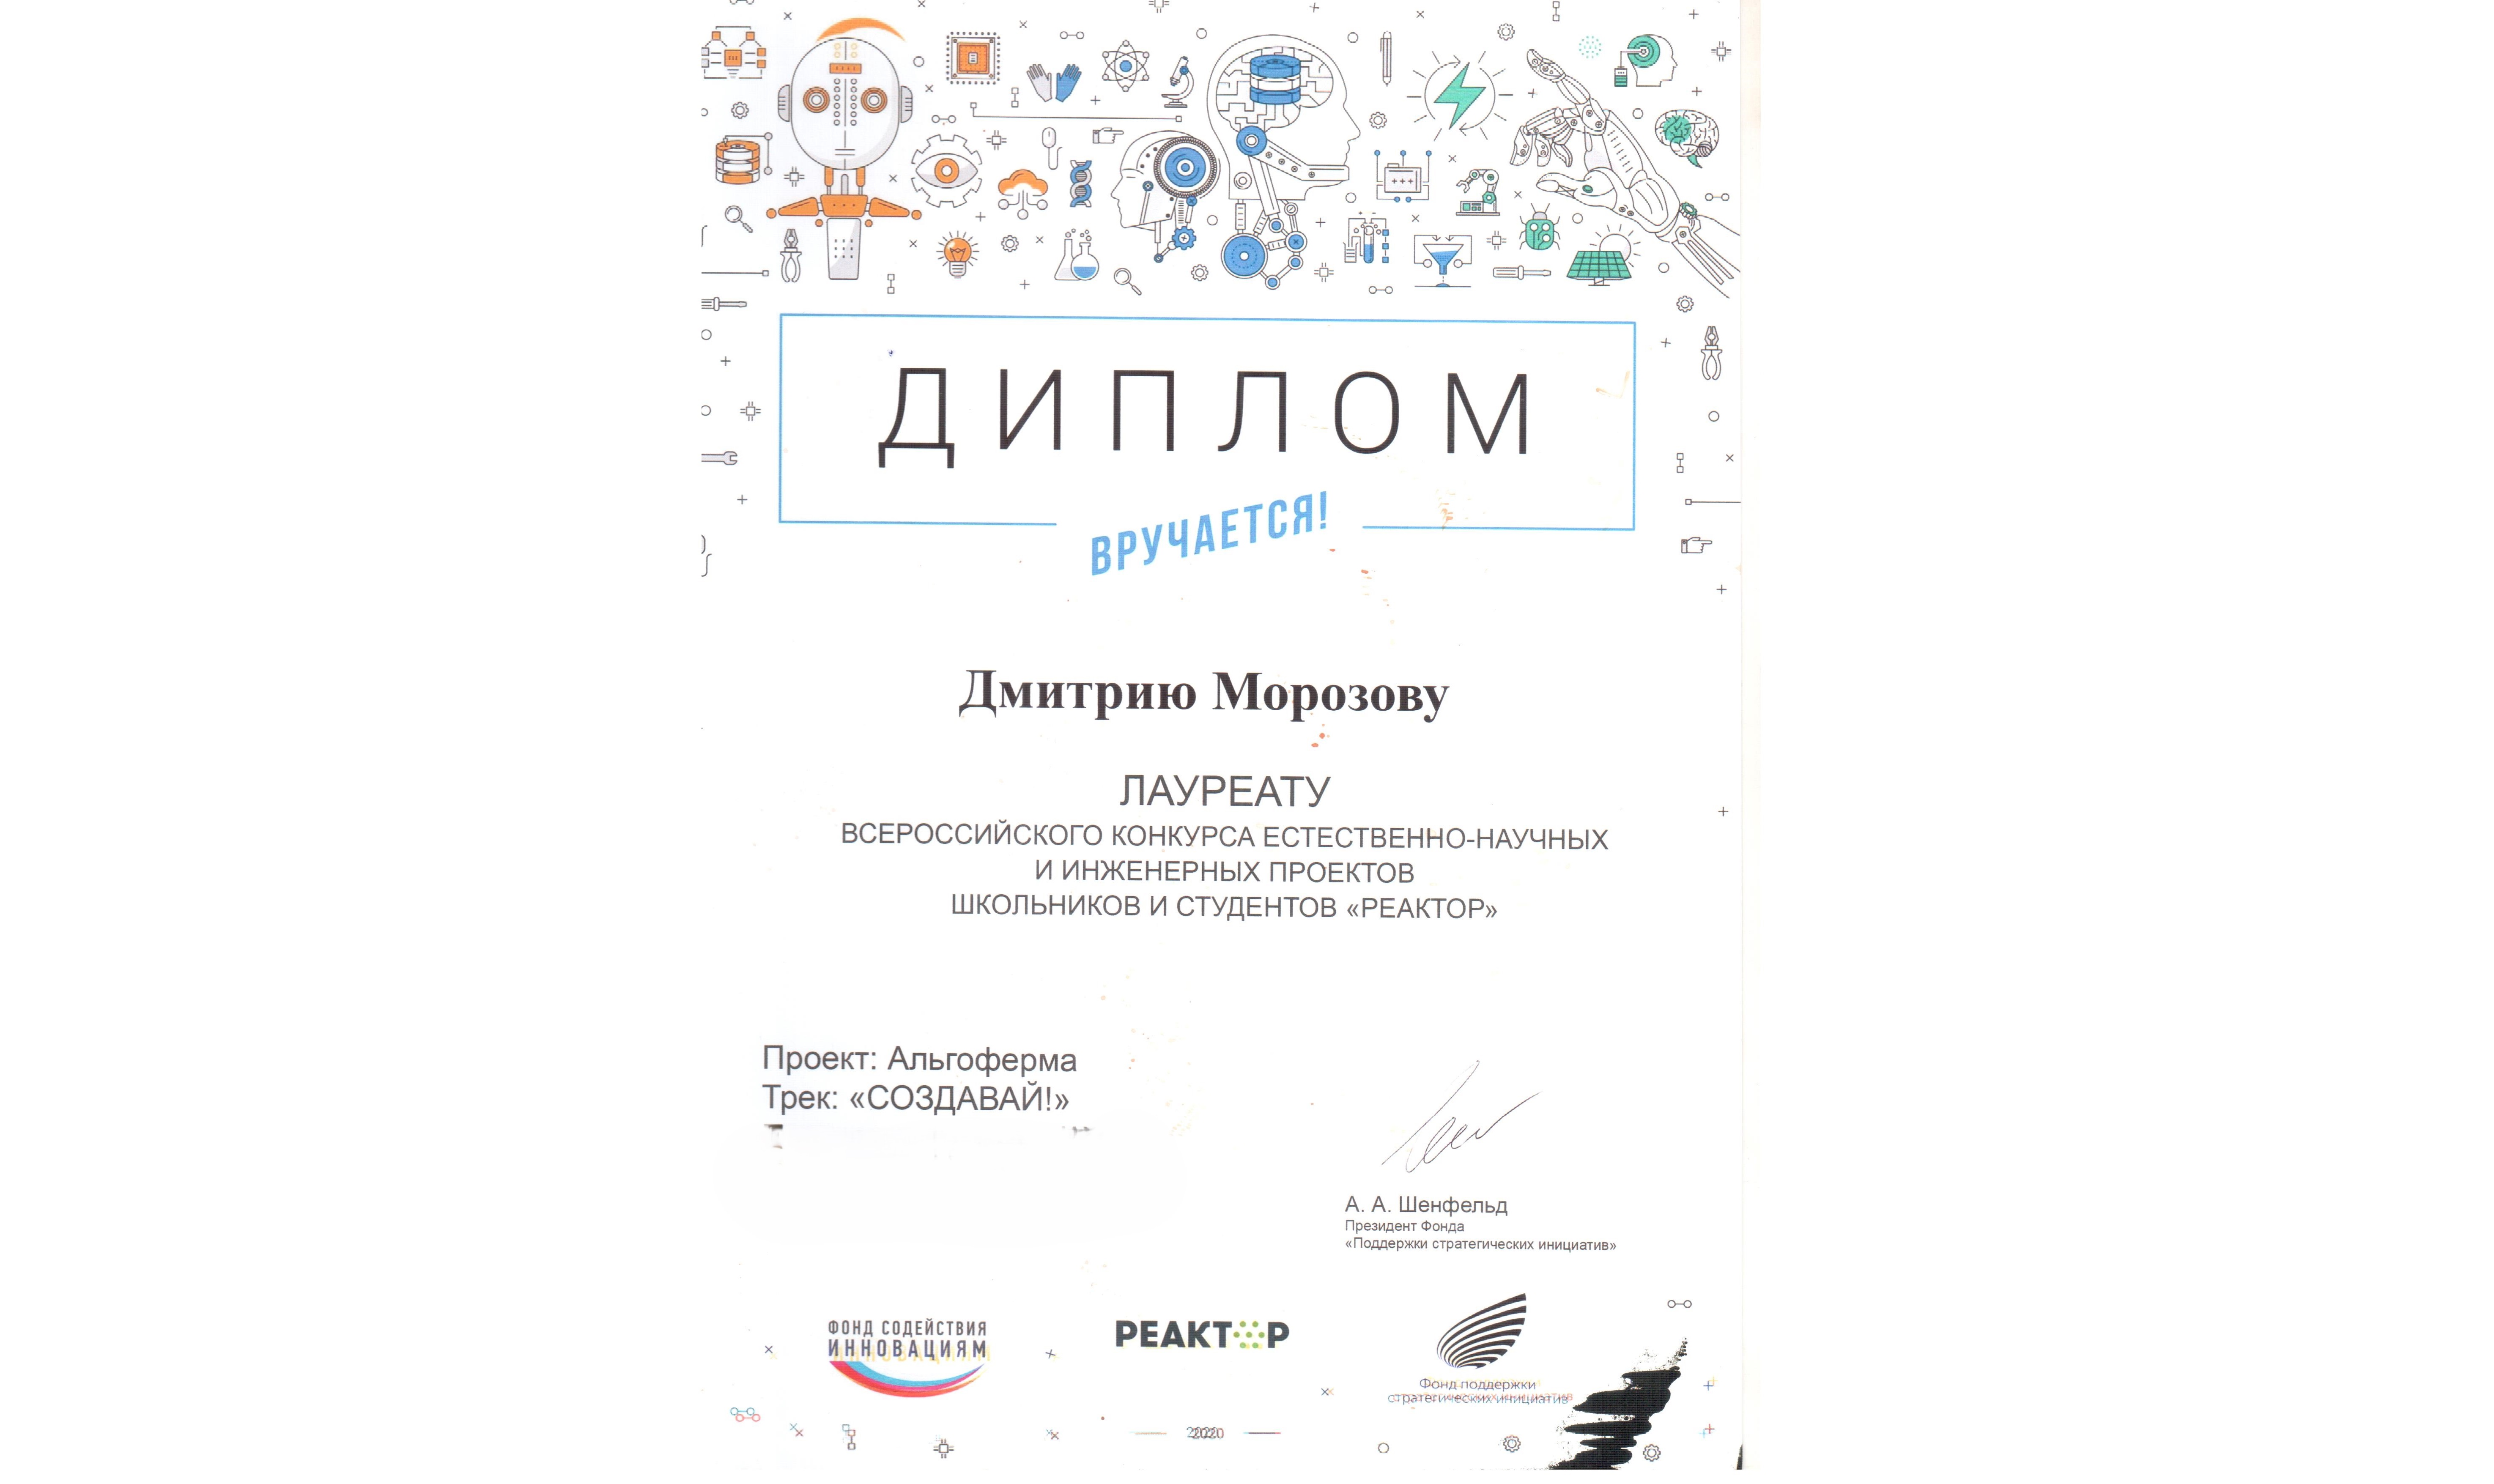 ДИПЛОМ
ВРУЧАЕТСЯ!
Дмитрию Морозову
ЛАУРЕАТУ
ВСЕРОССИЙСКОГО КОНКУРСА ЕСТЕСТВЕННО-НАУЧНЫХ
И ИНЖЕНЕРНЫХ ПРОЕКТОВ
ШКОЛЬНИКОВ И СТУДЕНТОВ «РЕАКТОР»
Проект: Альгоферма
Трек: «СОЗДАВАЙ!»
А. А. Шенфельд
Президент Фонда
«Поддержки стратегических инициатив»
ФОНД СОДЕЙСТВИЯ
ИННОВАЦИЯМ
РЕАКТОР
Фонд поддержки
стратегических инициатив
2020